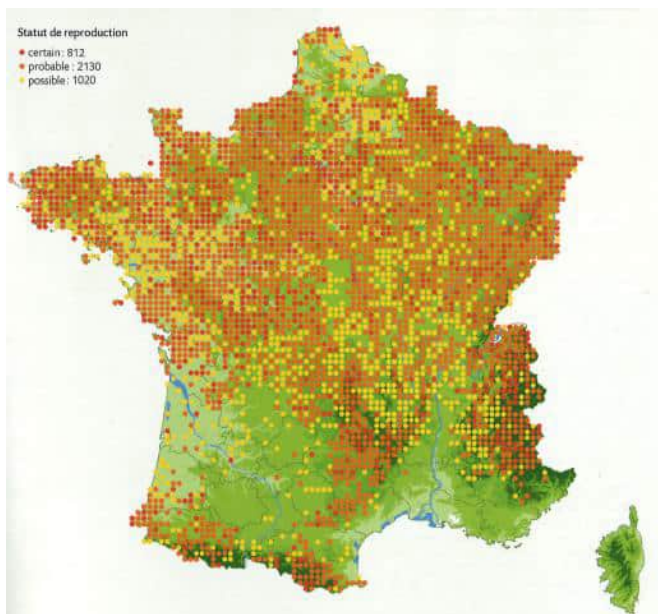 Statut de reproduction
certain : 812
probable : 2130
possible : 1020